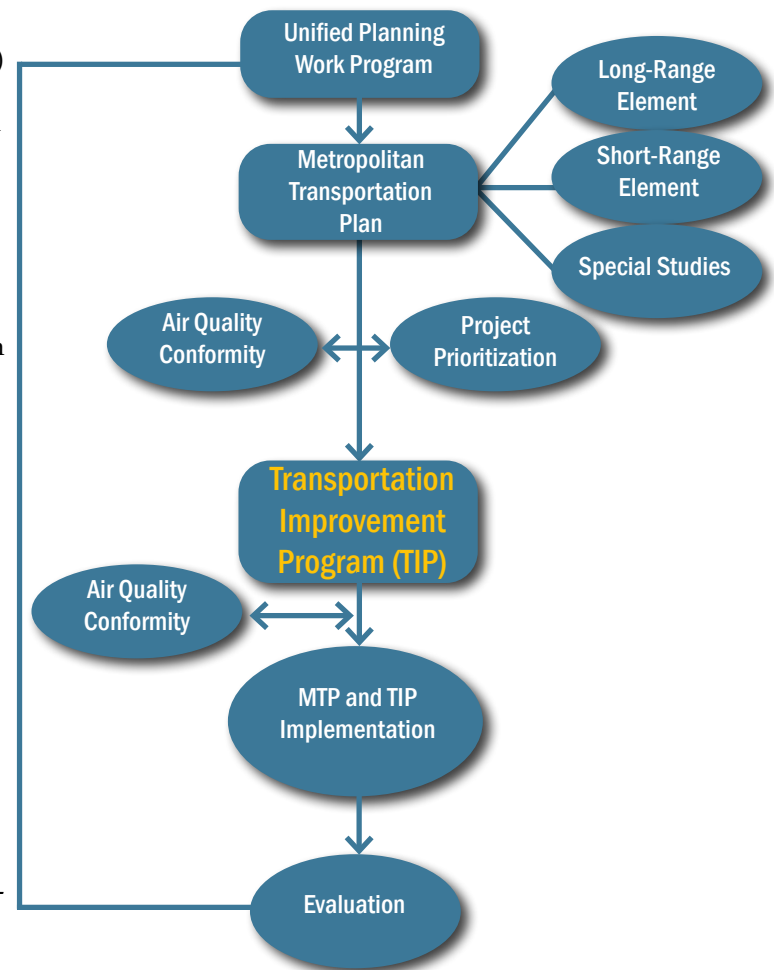 Unified Planning
Work Program
Long-Range
Element
Metropolitan
Transportation
Plan
Short-Range
Element
Special Studies
Air Quality
Conformity
Project
Prioritization
Transportation
Improvement
Program (TIP)
Air Quality
Conformity
MTP and TIP
Implementation
Evaluation